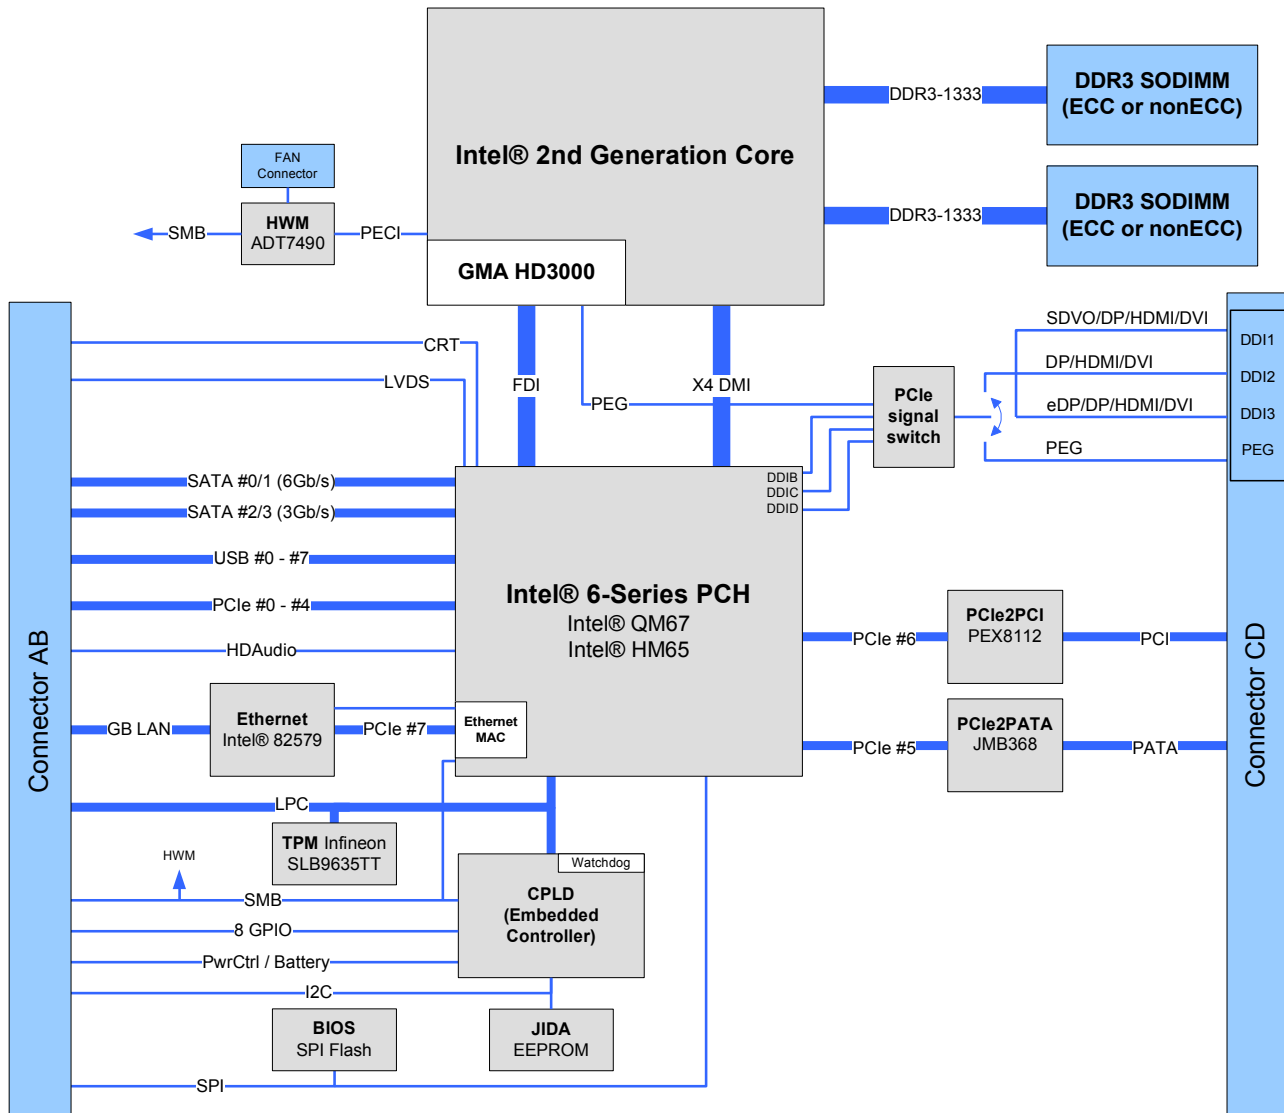 Intel® 2nd Generation Core
GMA HD3000
DDR3-1333
DDR3 SODIMM
(ECC or nonECC)
DDR3-1333
DDR3 SODIMM
(ECC or nonECC)
FAN
Connector
SMB
HWM
ADT7490
PECI
CRT
LVDS
FDI
PEG
X4 DMI
PCIe
signal
switch
SDVO/DP/HDMI/DVI
DP/HDMI/DVI
eDP/DP/HDMI/DVI
PEG
DDI1
DDI2
DDI3
PEG
Connector AB
SATA #0/1 (6Gb/s)
SATA #2/3 (3Gb/s)
USB #0 - #7
PCIe #0 - #4
HDAudio
GB LAN
Ethernet
Intel® 82579
PCIe #7
Ethernet
MAC
DDIB
DDIC
DDID
Intel® 6-Series PCH
Intel® QM67
Intel® HM65
PCIe #6
PCIe2PCI
PEX8112
PCI
PCIe #5
PCIe2PATA
JMB368
PATA
Connector CD
LPC
TPM Infineon
SLB9635TT
HWM
SMB
8 GPIO
PwrCtrl / Battery
I2C
Watchdog
CPLD
(Embedded
Controller)
BIOS
SPI Flash
JIDA
EEPROM
SPI